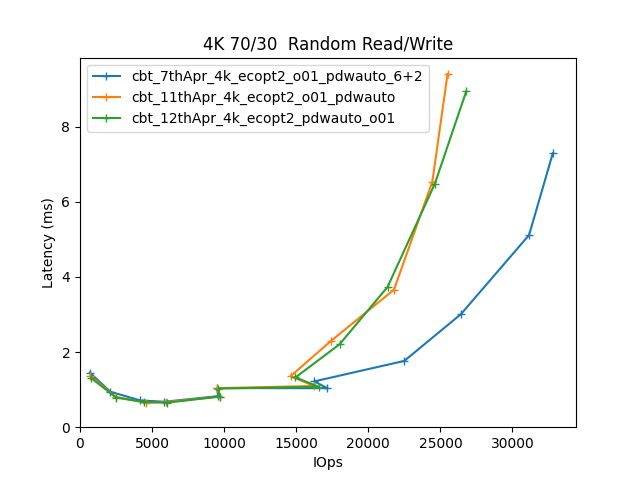 4K 70/30  Random Read/Write
cbt_7thApr_4k_ecopt2_o01_pdwauto_6+2
cbt_11thApr_4k_ecopt2_o01_pdwauto
cbt_12thApr_4k_ecopt2_pdwauto_o01
Latency (ms)
8
6
4
2
0
0 5000 10000 15000 20000 25000 30000
IOps